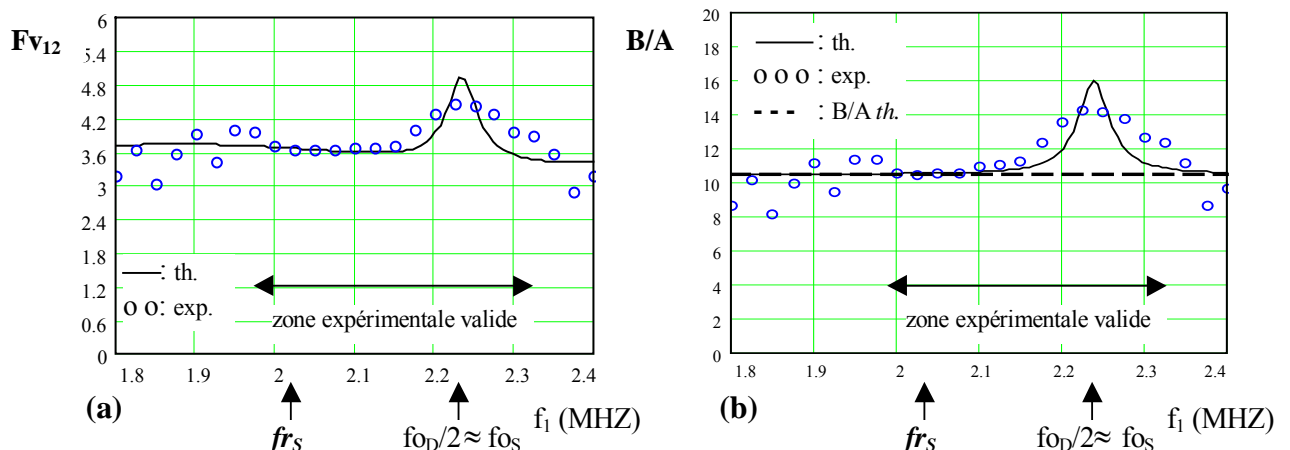 Fv₁₂
6
5.4
4.8
4.2
3.6
3
2.4
1.8
1.2
0.6
0
: th.
o o: exp.
zone expérimentale valide
1.8 1.9 2 2.1 2.2 2.3 2.4
(a)
frS
foD/2≈ foS
f₁ (MHZ)
B/A
20
18
16
14
12
10
8
6
4
2
0
: th.
o o o : exp.
: B/A th.
zone expérimentale valide
1.8 1.9 2 2.1 2.2 2.3 2.4
(b)
frS
foD/2≈ foS
f₁ (MHZ)